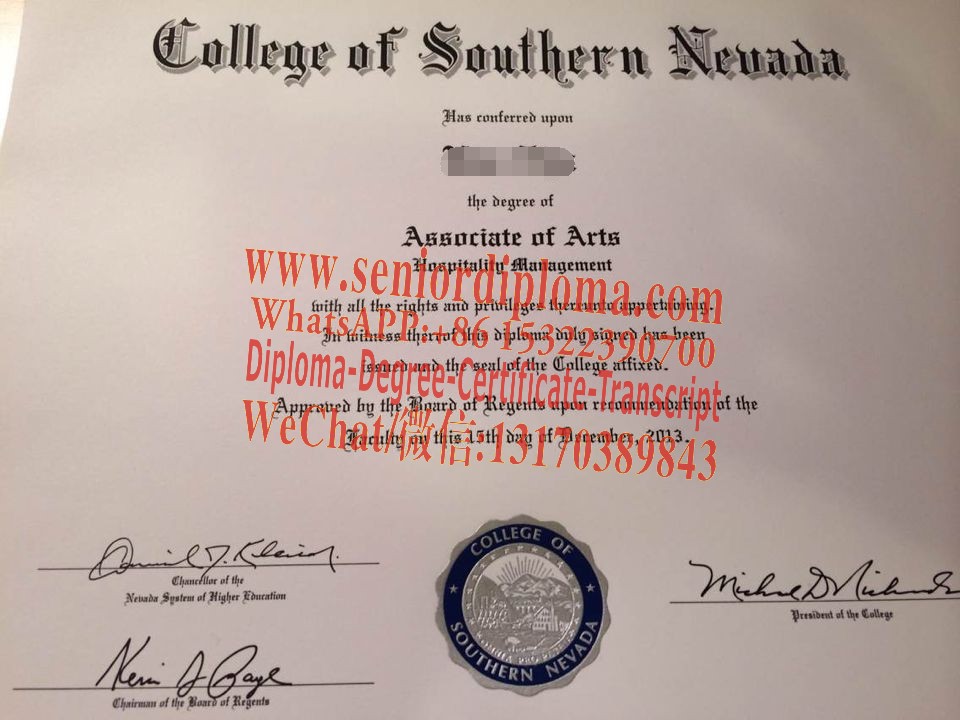 College of Southern Nevada
Has conferred upon
the degree of
Associate of Arts
Hospitality Management
www.seniordiploma.com
with all the rights and privileges thereunto appertaining.
WhatsAPP:+86 15322390700
In witness therrof this diploma duly signed has been
issued and the seal of the College affixed.
Diploma-Degree-Certificate-Transcript
Approved by the Board of Regents upon recommendation of the
WeChat/微信:13170389843
Faculty on this 15th day of December, 2013.
Chancellor of the
Nevada System of Higher Education
President of the College
Kevin J Page
Chairman of the Board of Regents
COLLEGE OF
SOUTHERN NEVADA